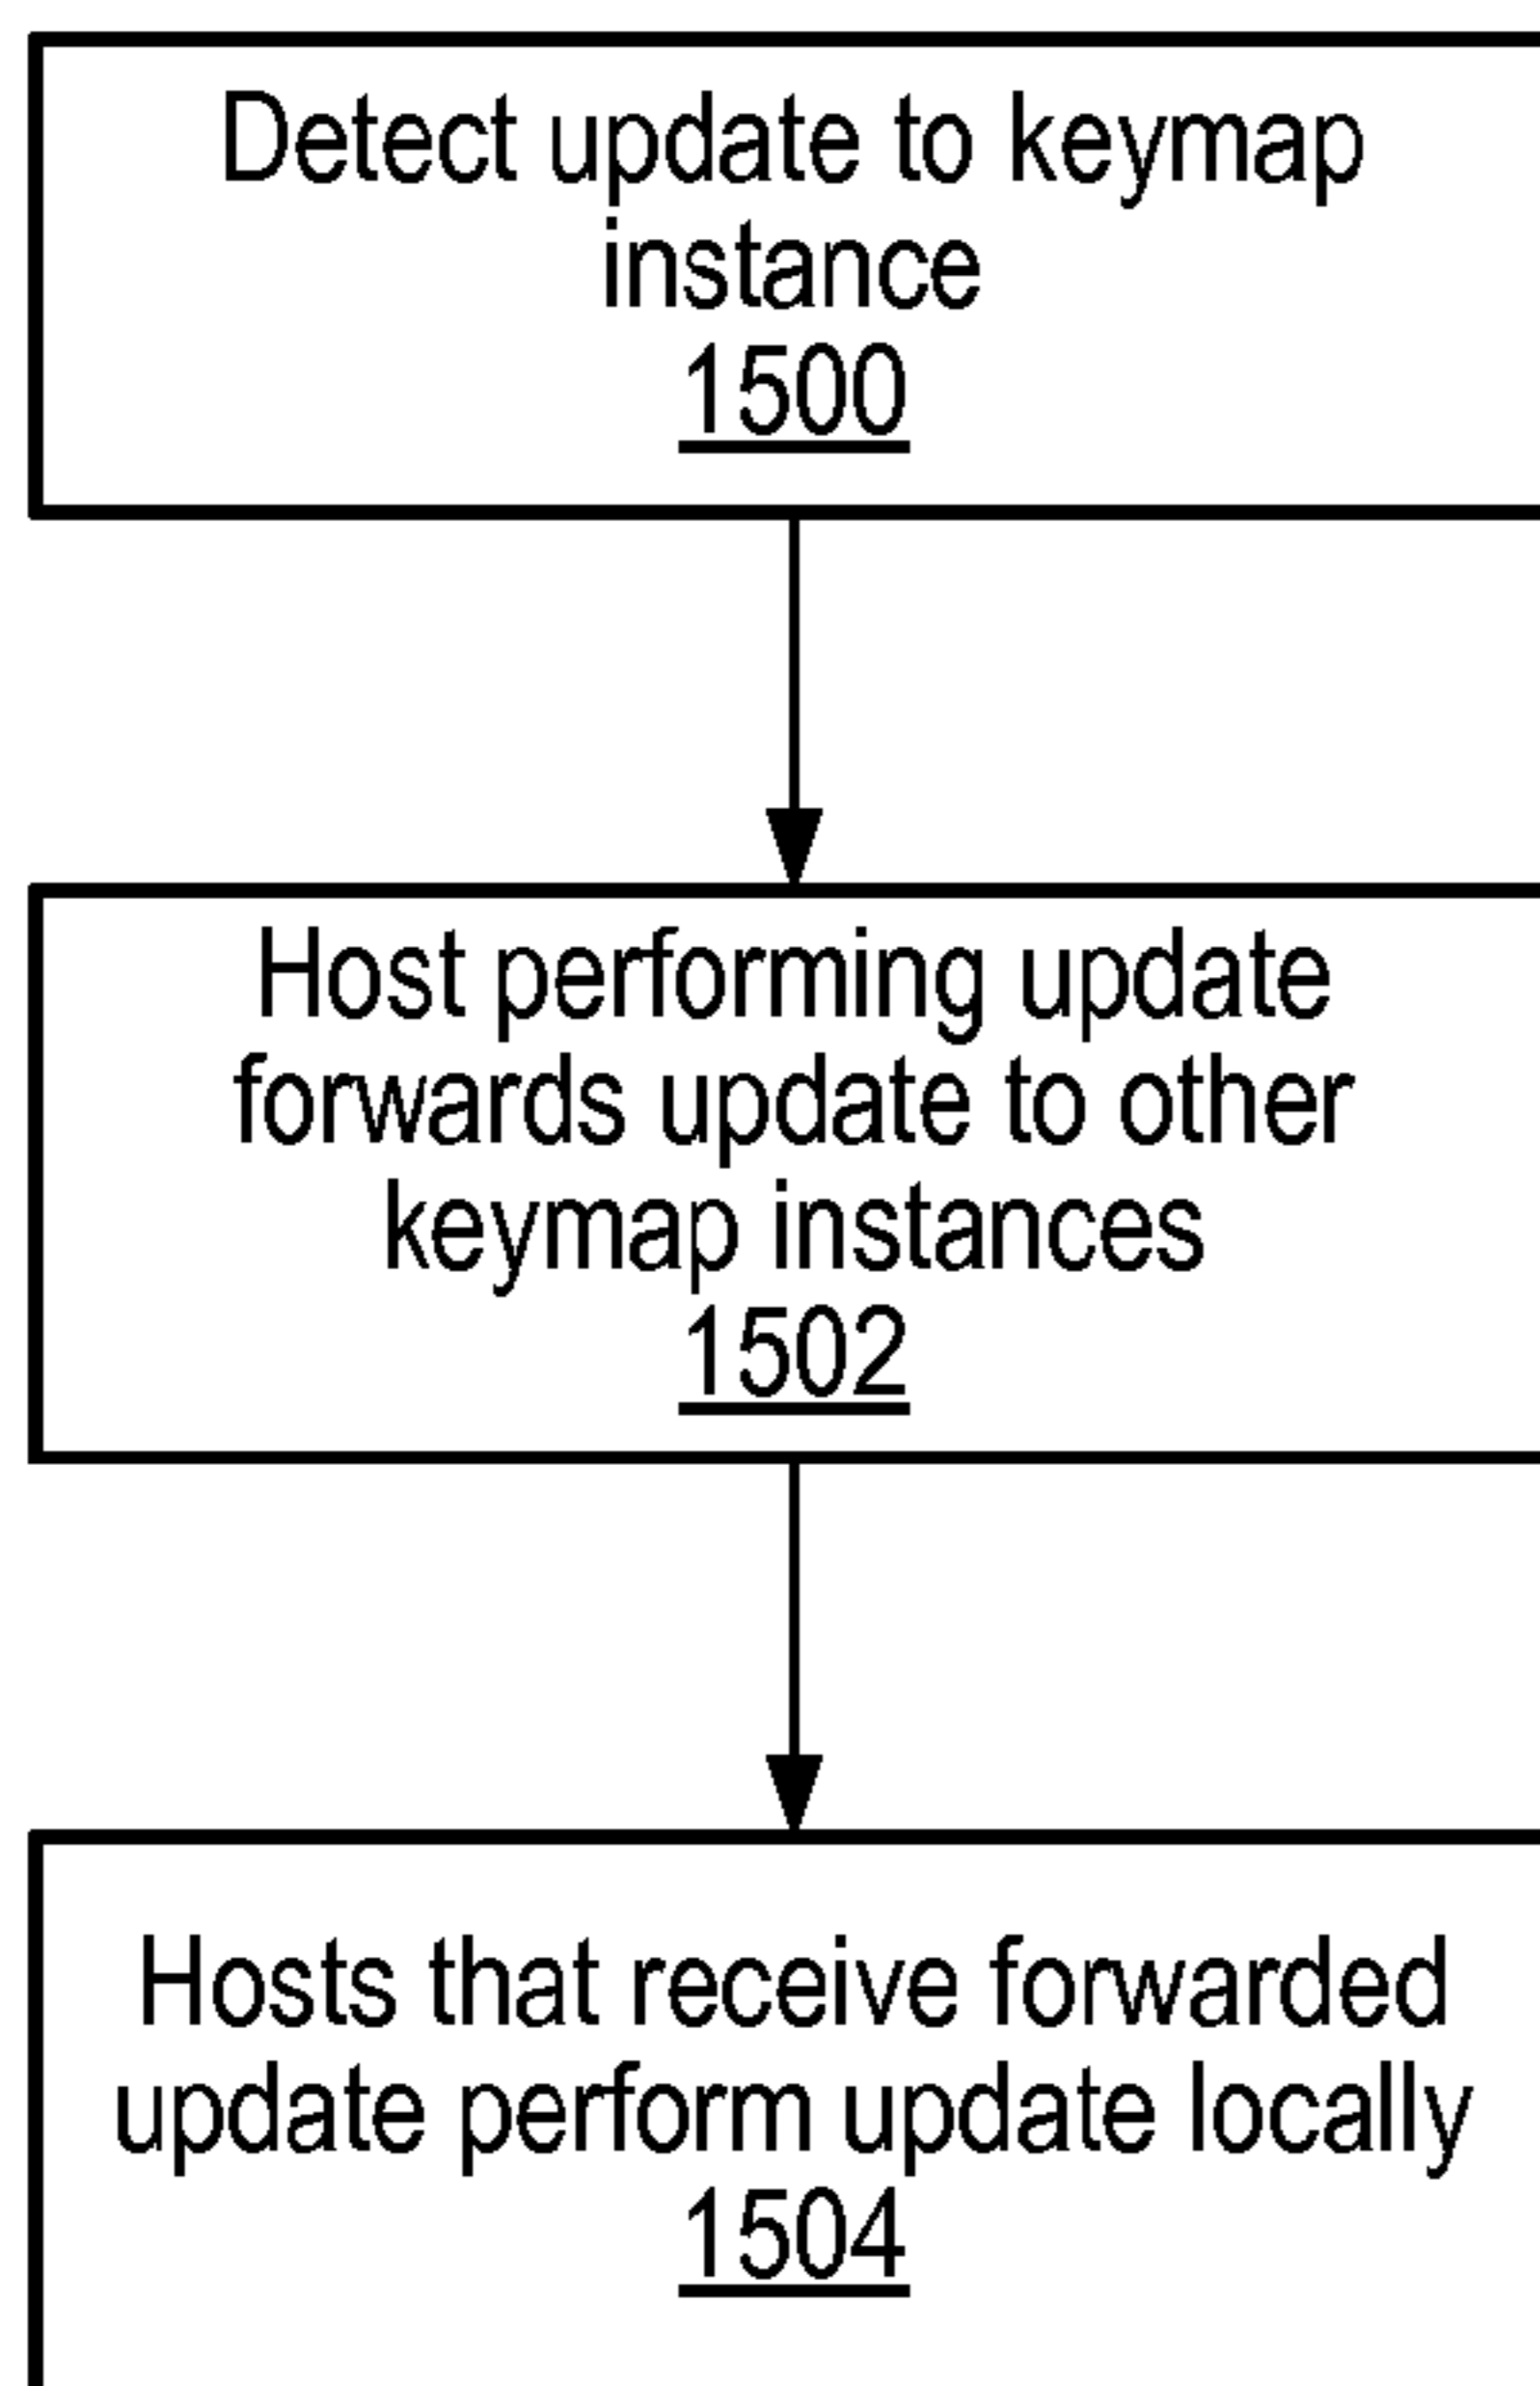 Detect update to keymap
instance
1500
Host performing update
forwards update to other
keymap instances
1502
Hosts that receive forwarded
update perform update locally
1504